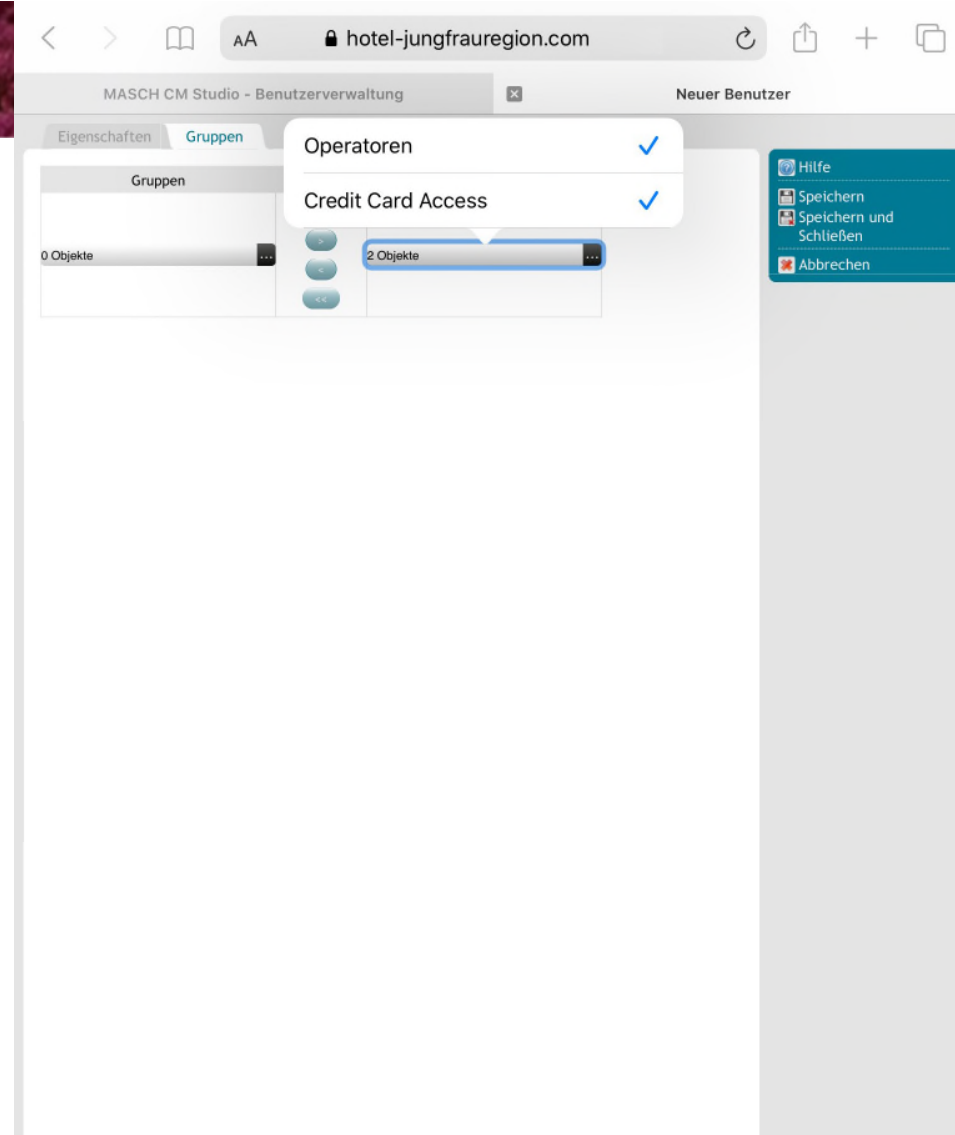 AA hotel-jungfrauregion.com
MASCH CM Studio - Benutzerverwaltung
Neuer Benutzer
Eigenschaften
Gruppen
Operatoren
Credit Card Access
Gruppen
0 Objekte
...
>
<
<<
2 Objekte
...
Hilfe
Speichern
Speichern und
Schließen
Abbrechen